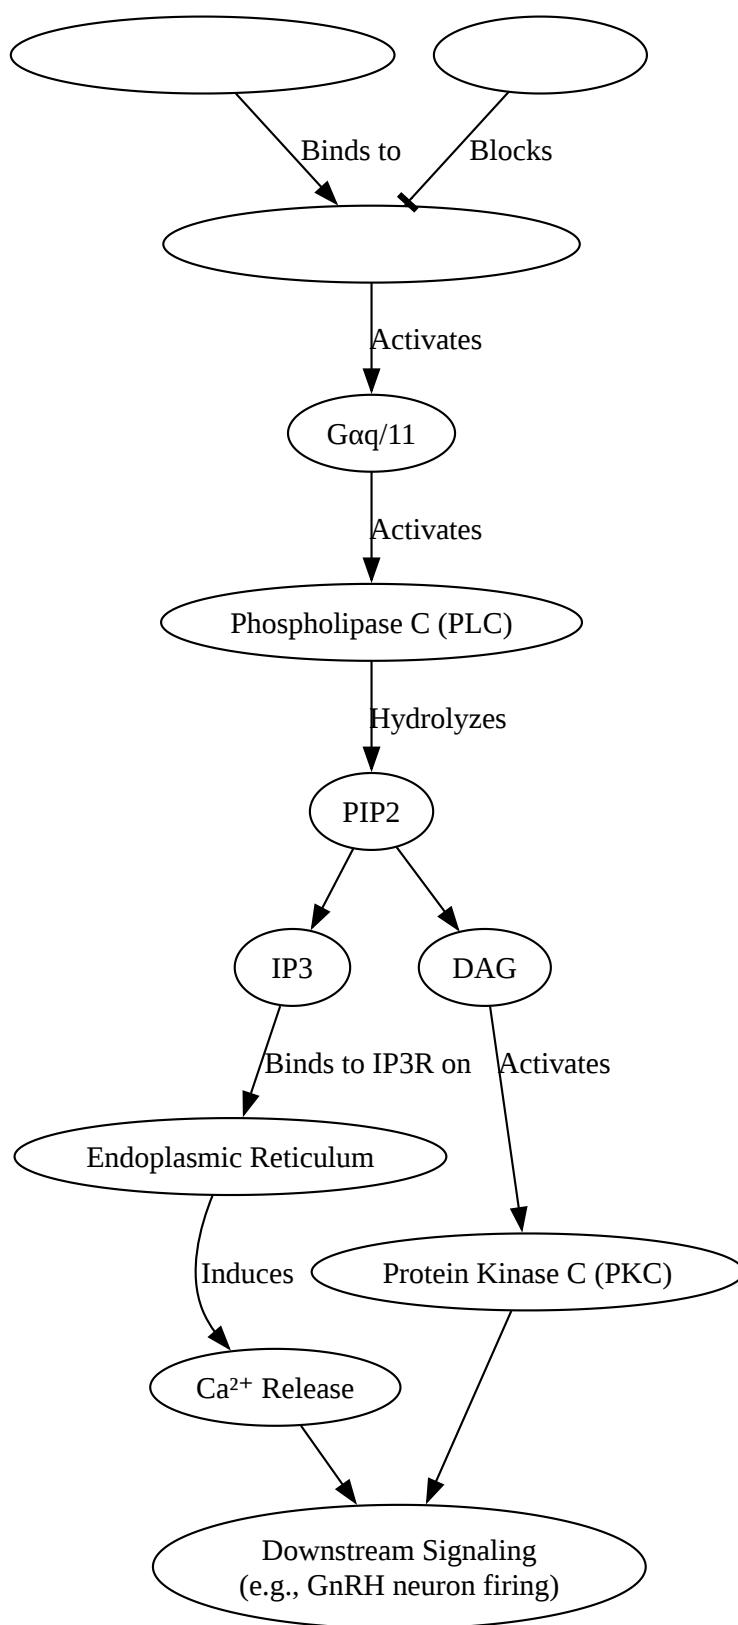 Binds to
Blocks
Activates
Gαq/11
Activates
Phospholipase C (PLC)
Hydrolyzes
PIP2
IP3
DAG
Binds to IP3R on
Activates
Endoplasmic Reticulum
Induces
Protein Kinase C (PKC)
Ca²⁺ Release
Downstream Signaling
(e.g., GnRH neuron firing)